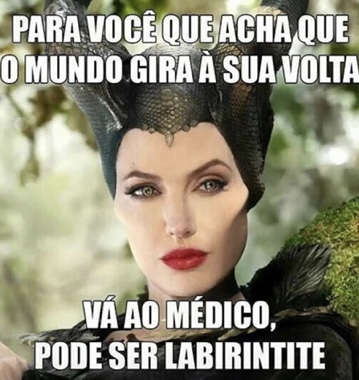 PARA VOCÊ QUE ACHA QUE
O MUNDO GIRA À SUA VOLTA
VÁ AO MÉDICO,
PODE SER LABIRINTITE